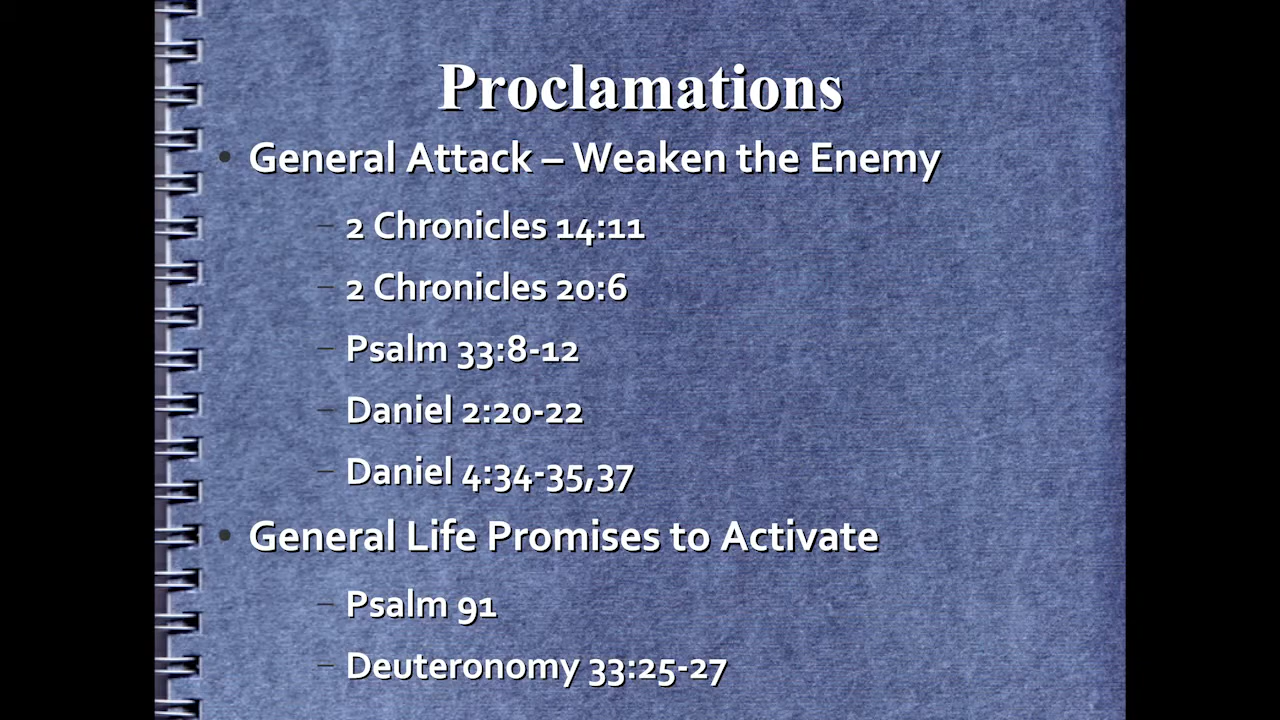 Proclamations
• General Attack – Weaken the Enemy
– 2 Chronicles 14:11
– 2 Chronicles 20:6
– Psalm 33:8-12
– Daniel 2:20-22
– Daniel 4:34-35,37
• General Life Promises to Activate
– Psalm 91
– Deuteronomy 33:25-27